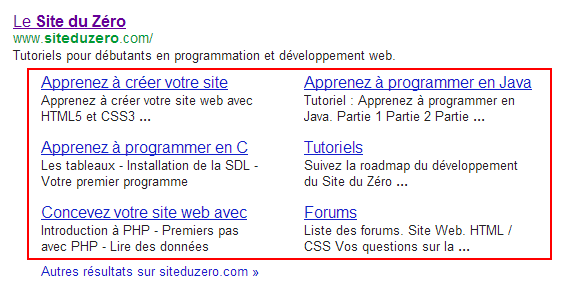 Le Site du Zéro
www.siteduzero.com/
Tutoriels pour débutants en programmation et développement web.
Apprenez à créer votre site
Apprenez à créer votre site web avec
HTML5 et CSS3 ...
Apprenez à programmer en Java
Tutoriel : Apprenez à programmer en
Java. Partie 1 Partie 2 Partie ...
Apprenez à programmer en C
Les tableaux - Installation de la SDL -
Votre premier programme
Tutoriels
Suivez la roadmap du développement
du Site du Zéro ...
Concevez votre site web avec
Introduction à PHP - Premiers pas
avec PHP - Lire des données
Forums
Liste des forums. Site Web. HTML /
CSS Vos questions sur la ...
Autres résultats sur siteduzero.com »